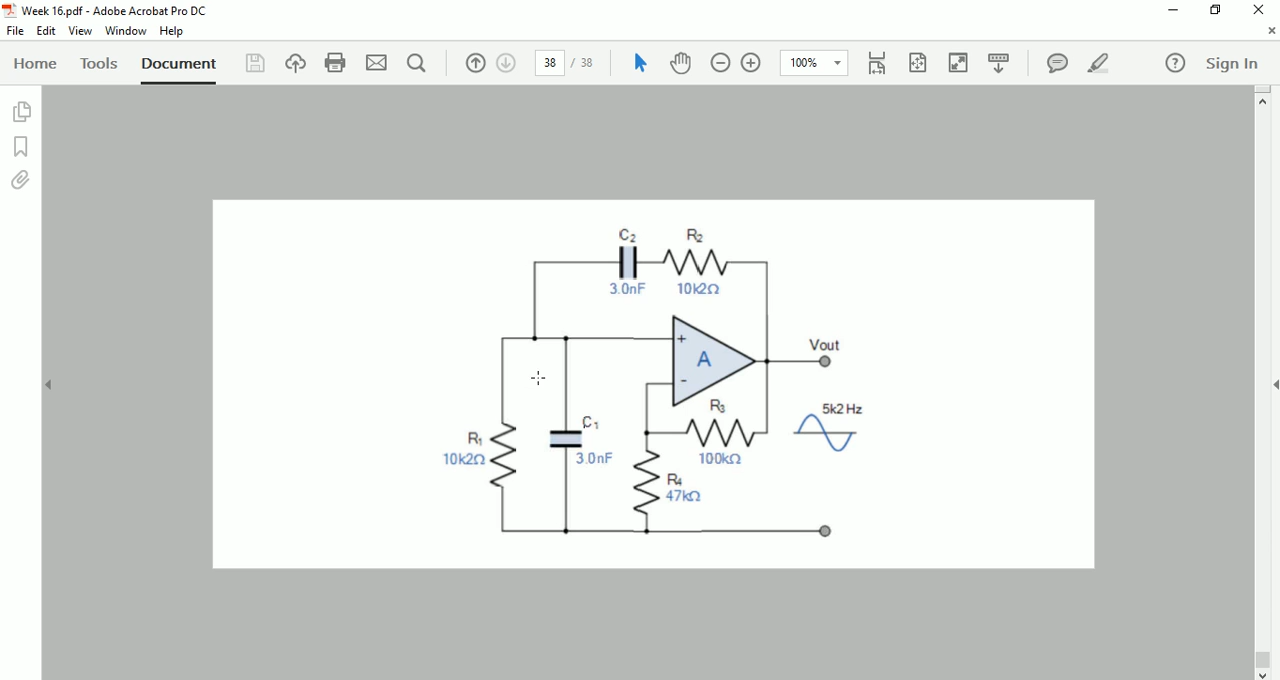 Week 16.pdf - Adobe Acrobat Pro DC
File Edit View Window Help
Home Tools Document 38 / 38 100% Sign In
C₂ R₂
3.0nF 10k2Ω
+
A
-
Vout
R₃
100kΩ
5k2 Hz
R₁
10k2Ω
C₁
3.0nF
R₄
47kΩ